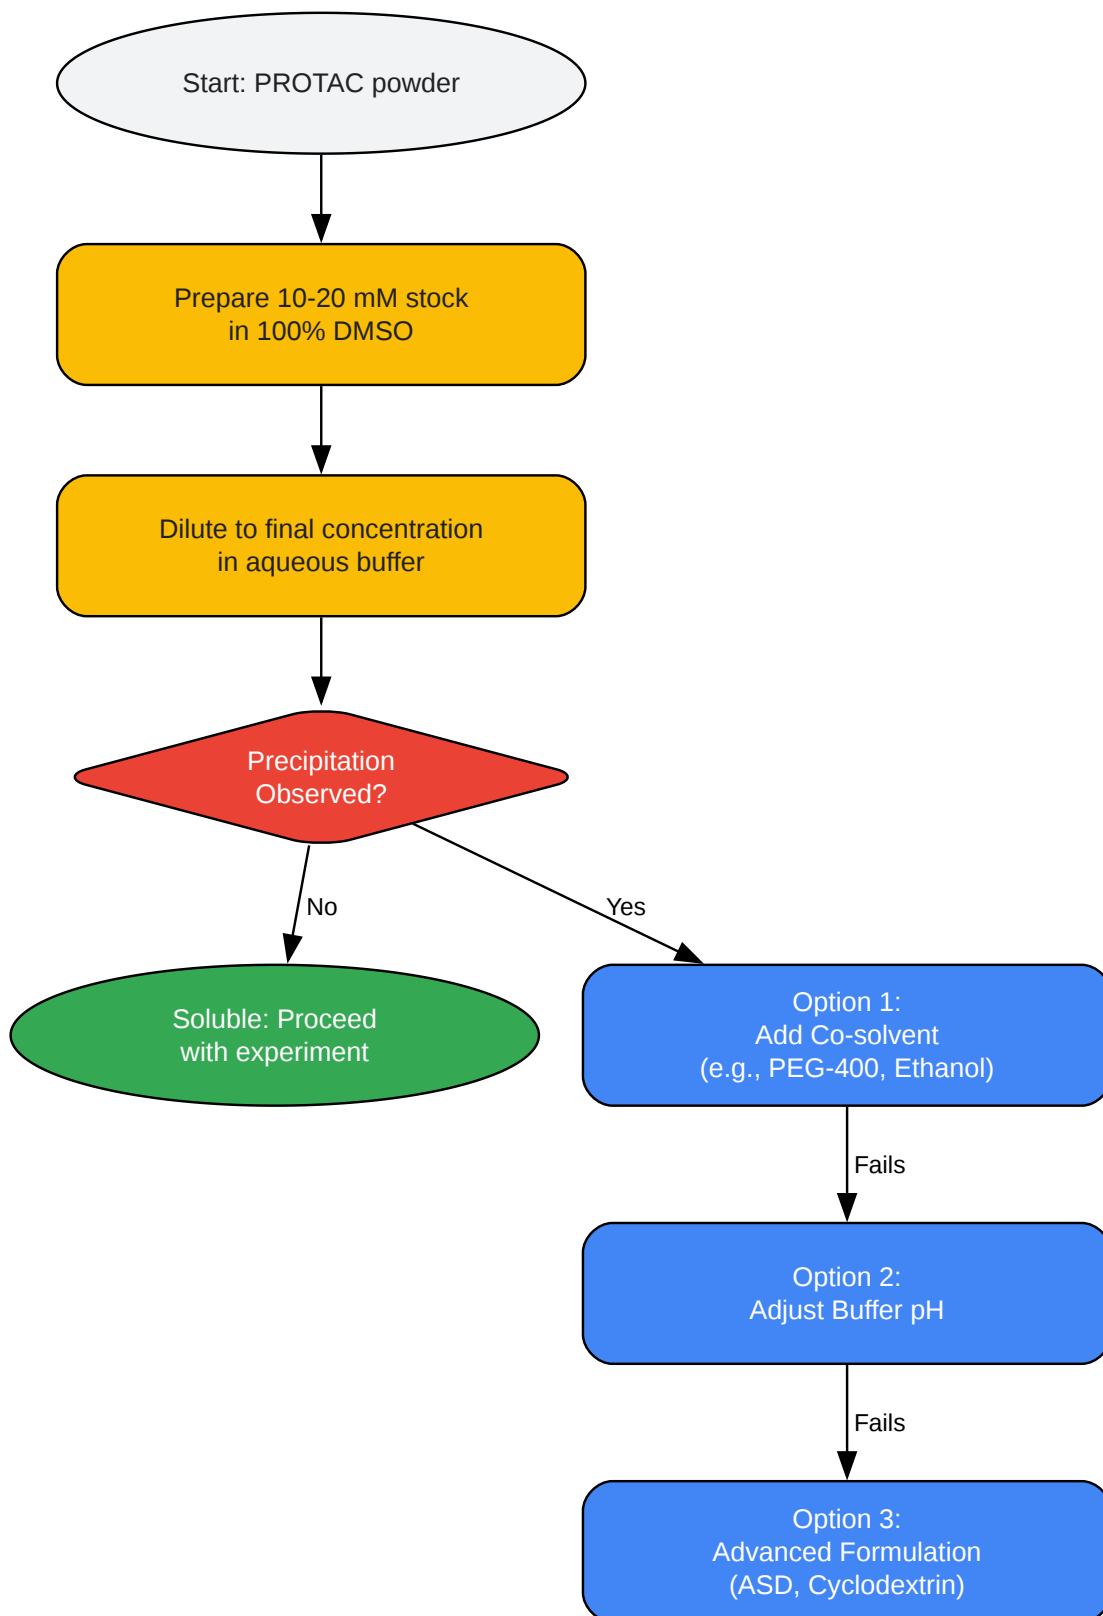 Start: PROTAC powder
Prepare 10-20 mM stock
in 100% DMSO
Dilute to final concentration
in aqueous buffer
Precipitation
Observed?
No
Yes
Soluble: Proceed
with experiment
Option 1:
Add Co-solvent
(e.g., PEG-400, Ethanol)
Fails
Option 2:
Adjust Buffer pH
Fails
Option 3:
Advanced Formulation
(ASD, Cyclodextrin)